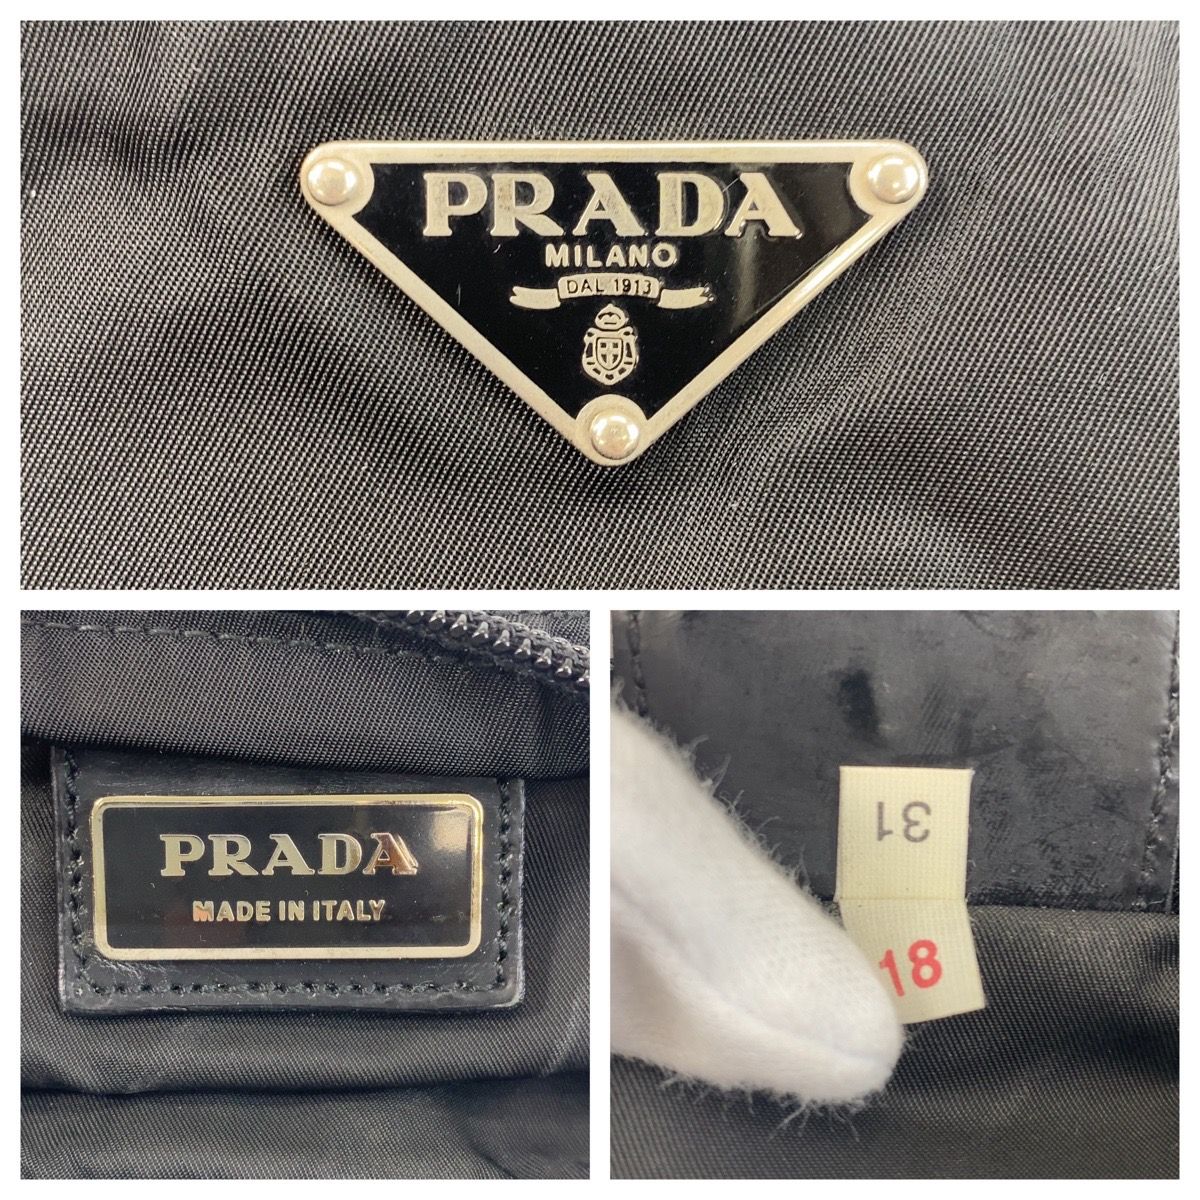 PRADA
MILANO
DAL 1913
PRADA
MADE IN ITALY
31
18